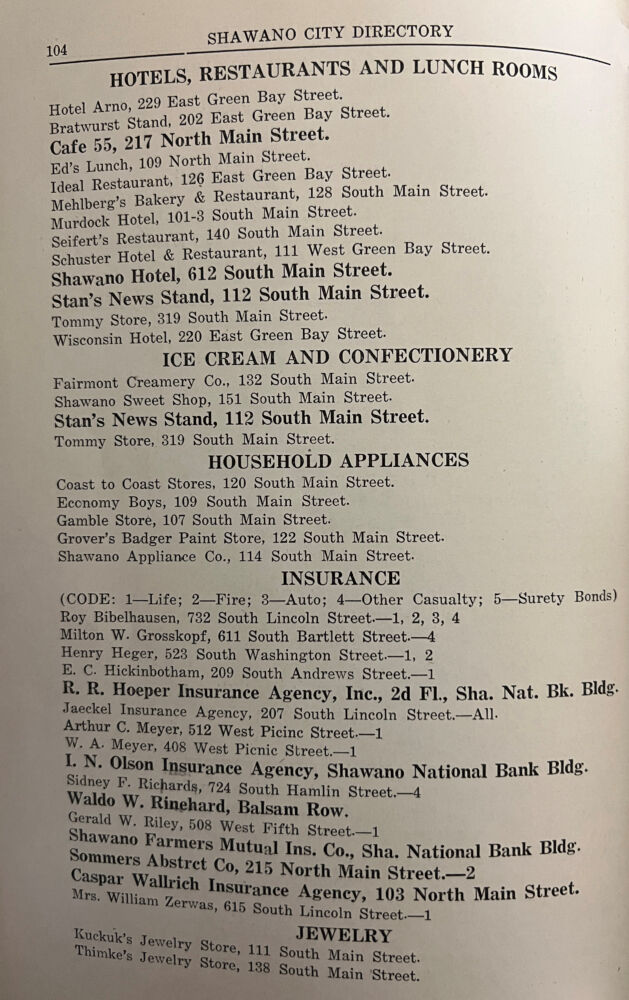 104
SHAWANO CITY DIRECTORY
HOTELS, RESTAURANTS AND LUNCH ROOMS
Hotel Arno, 229 East Green Bay Street.
Bratwurst Stand, 202 East Green Bay Street.
Cafe 55, 217 North Main Street.
Ed's Lunch, 109 North Main Street.
Ideal Restaurant, 126 East Green Bay Street.
Mehlberg's Bakery & Restaurant, 128 South Main Street.
Murdock Hotel, 101-3 South Main Street.
Seifert's Restaurant, 140 South Main Street.
Schuster Hotel & Restaurant, 111 West Green Bay Street.
Shawano Hotel, 612 South Main Street.
Stan's News Stand, 112 South Main Street.
Tommy Store, 319 South Main Street.
Wisconsin Hotel, 220 East Green Bay Street.
ICE CREAM AND CONFECTIONERY
Fairmont Creamery Co., 132 South Main Street.
Shawano Sweet Shop, 151 South Main Street.
Stan's News Stand, 112 South Main Street.
Tommy Store, 319 South Main Street.
HOUSEHOLD APPLIANCES
Coast to Coast Stores, 120 South Main Street.
Economy Boys, 109 South Main Street.
Gamble Store, 107 South Main Street.
Grover's Badger Paint Store, 122 South Main Street.
Shawano Appliance Co., 114 South Main Street.
INSURANCE
(CODE: 1—Life; 2—Fire; 3—Auto; 4—Other Casualty; 5—Surety Bonds)
Roy Bibelhausen, 732 South Lincoln Street.—1, 2, 3, 4
Milton W. Grosskopf, 611 South Bartlett Street.—4
Henry Heger, 523 South Washington Street.—1, 2
E. C. Hickinbotham, 209 South Andrews Street.—1
R. R. Hoeper Insurance Agency, Inc., 2d Fl., Sha. Nat. Bk. Bldg.
Jaeckel Insurance Agency, 207 South Lincoln Street.—All.
Arthur C. Meyer, 512 West Picinc Street.—1
W. A. Meyer, 408 West Picnic Street.—1
I. N. Olson Insurance Agency, Shawano National Bank Bldg.
Sidney F. Richards, 724 South Hamlin Street.—4
Waldo W. Rinehard, Balsam Row.
Gerald W. Riley, 508 West Fifth Street.—1
Shawano Farmers Mutual Ins. Co., Sha. National Bank Bldg.
Sommers Abstrct Co, 215 North Main Street.—2
Caspar Wallrich Insurance Agency, 103 North Main Street.
Mrs. William Zerwas, 615 South Lincoln Street.—1
JEWELRY
Kuckuk's Jewelry Store, 111 South Main Street.
Thimke's Jewelry Store, 138 South Main Street.